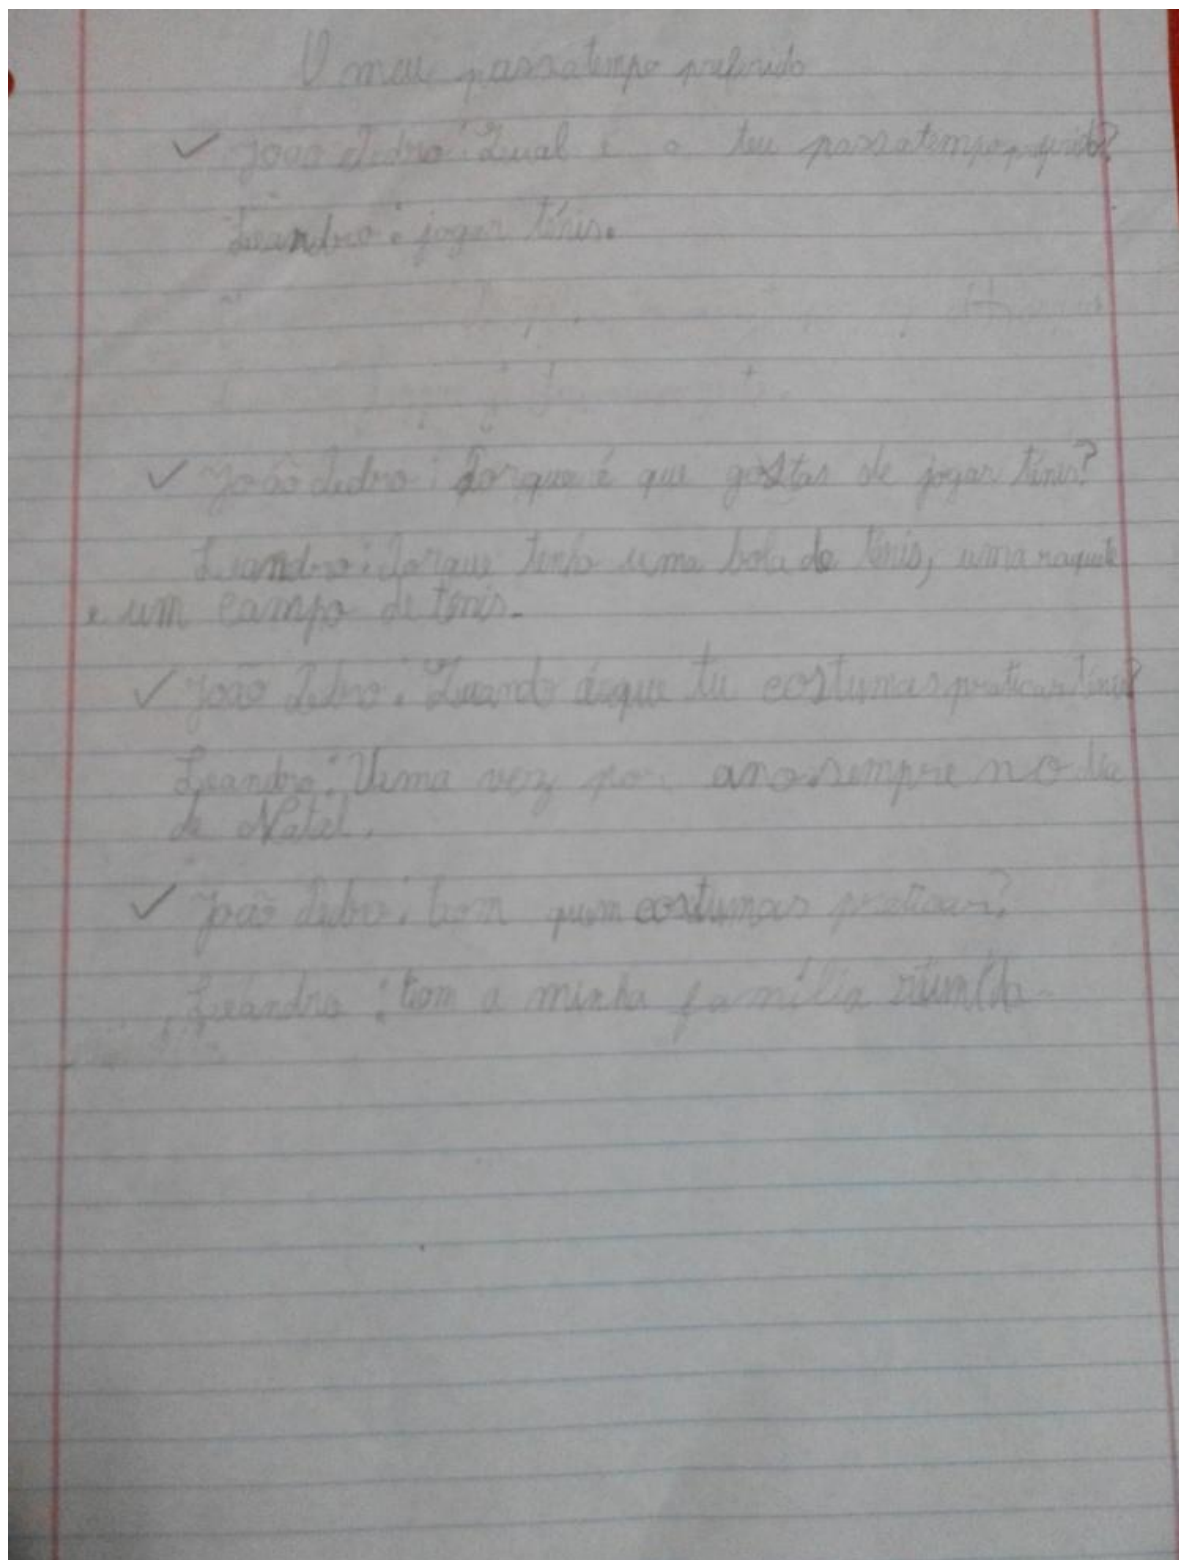 O meu passatempo preferido
✓ João Pedro: Qual é o teu passatempo preferido?
Leandro: jogar ténis.
✓ João Pedro: Porque é que gostas de jogar ténis?
Leandro: Porque tenho uma bola de ténis, uma raquete
e um campo de ténis.
✓ João Pedro: Quando é que tu costumas praticar ténis?
Leandro: Uma vez por ano sempre no dia
de Natal.
✓ João Pedro: Com quem costumas praticar?
Leandro: Com a minha família